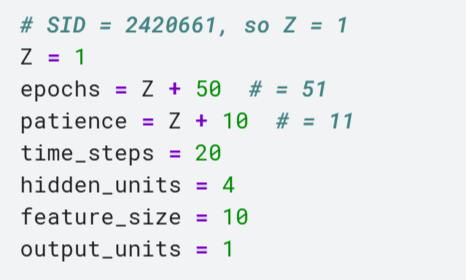 # SID = 2420661, so Z = 1
Z = 1
epochs = Z + 50  # = 51
patience = Z + 10  # = 11
time_steps = 20
hidden_units = 4
feature_size = 10
output_units = 1